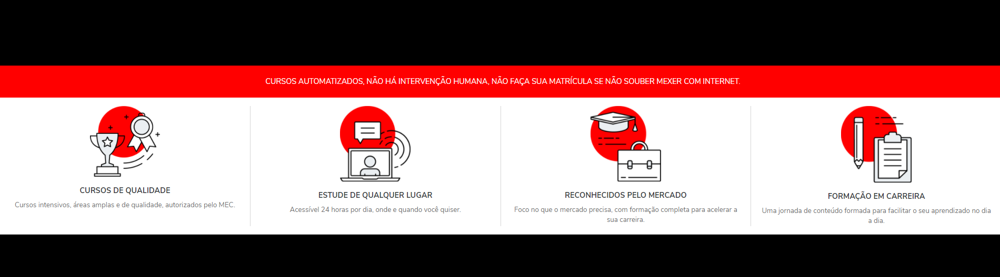 CURSOS AUTOMATIZADOS, NÃO HÁ INTERVENÇÃO HUMANA, NÃO FAÇA SUA MATRÍCULA SE NÃO SOUBER MEXER COM INTERNET.
CURSOS DE QUALIDADE
Cursos intensivos, áreas amplas e de qualidade, autorizados pelo MEC.
ESTUDE DE QUALQUER LUGAR
Acessível 24 horas por dia, onde e quando você quiser.
RECONHECIDOS PELO MERCADO
Foco no que o mercado precisa, com formação completa para acelerar a
sua carreira.
FORMAÇÃO EM CARREIRA
Uma jornada de conteúdo formada para facilitar o seu aprendizado no dia
a dia.